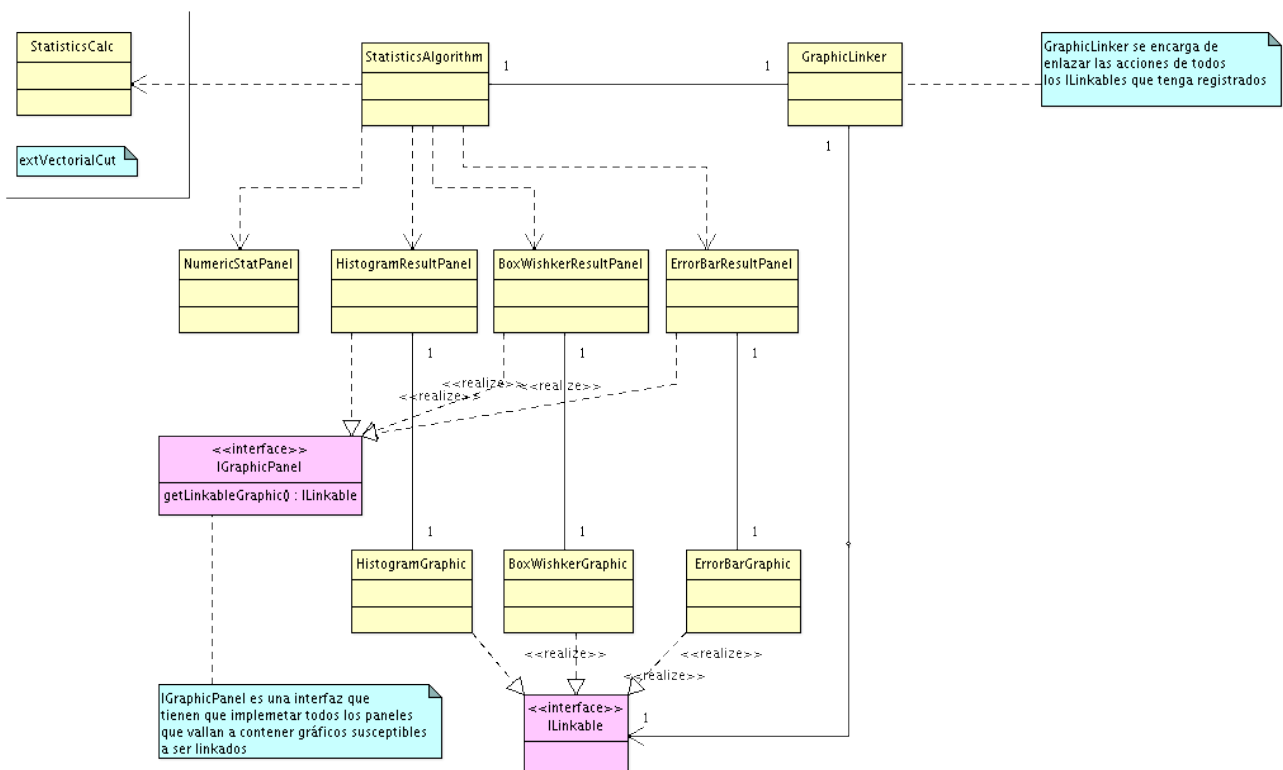 StatisticsCalc
StatisticsAlgorithm
GraphicLinker
GraphicLinker se encarga de
enlazar las acciones de todos
los ILinkables que tenga registrados
1
1
1
extVectorialCut
NumericStatPanel
HistogramResultPanel
BoxWishkerResultPanel
ErrorBarResultPanel
1
1
1
<<realize>>
<<realize>>
<<realize>>
<<interface>>
IGraphicPanel
getLinkableGraphic() : ILinkable
1
1
1
HistogramGraphic
BoxWishkerGraphic
ErrorBarGraphic
<<realize>>
<<realize>>
<<realize>>
IGraphicPanel es una interfaz que
tienen que implemetar todos los paneles
que vallan a contener gráficos susceptibles
a ser linkados
<<interface>>
ILinkable
1